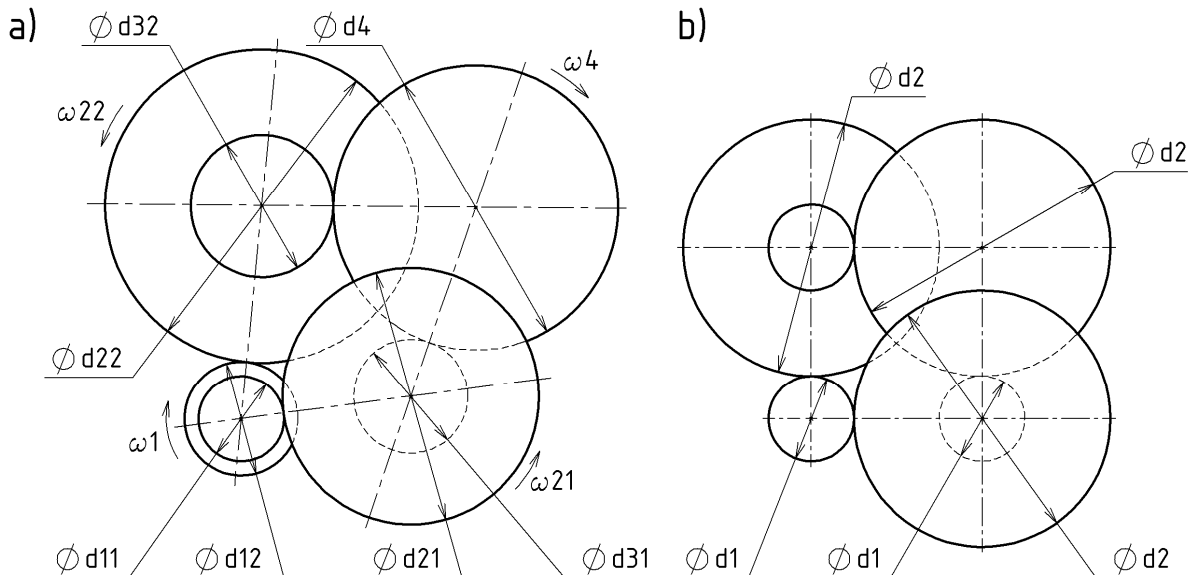 a)
Ø d32
Ø d4
ω4
ω22
Ø d22
ω1
ω21
Ø d11
Ø d12
Ø d21
Ø d31
b)
Ø d2
Ø d2
Ø d1
Ø d1
Ø d2